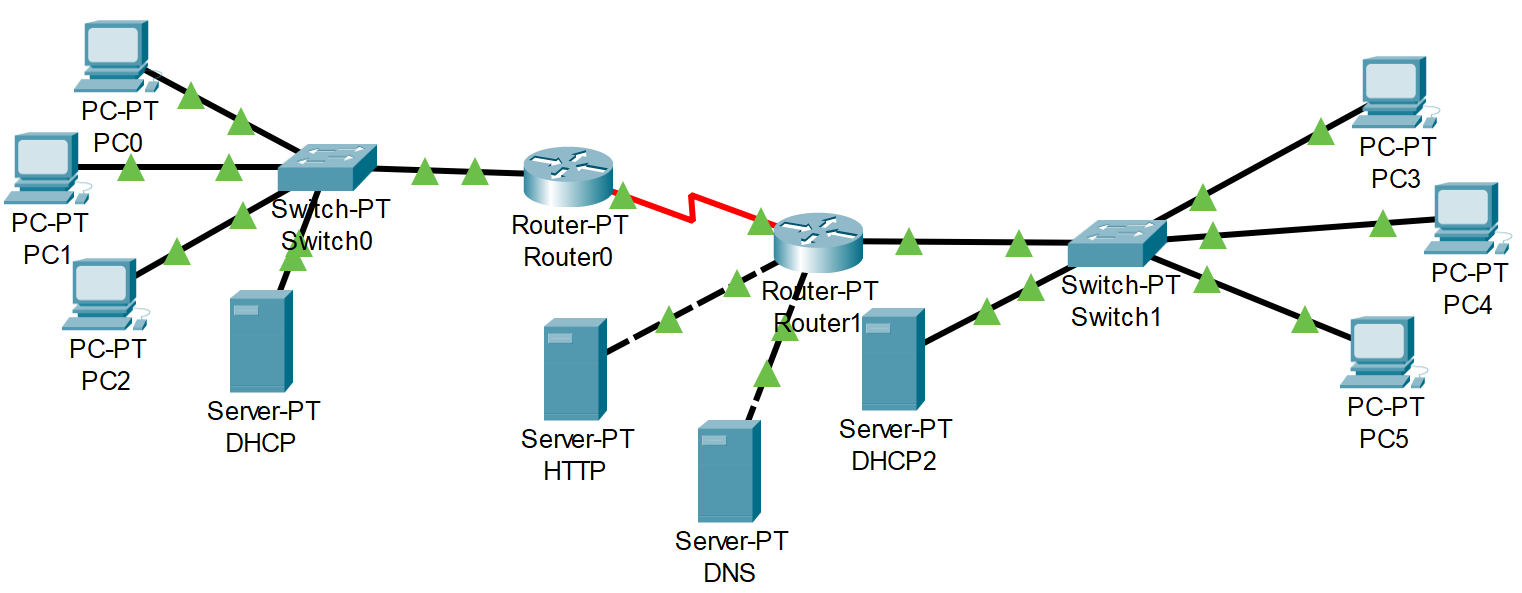 PC-PT
PC0
PC-PT
PC1
PC-PT
PC2
Switch-PT
Switch0
Server-PT
DHCP
Router-PT
Router0
Router-PT
Router1
Server-PT
HTTP
Server-PT
DNS
Server-PT
DHCP2
Switch-PT
Switch1
PC-PT
PC3
PC-PT
PC4
PC-PT
PC5